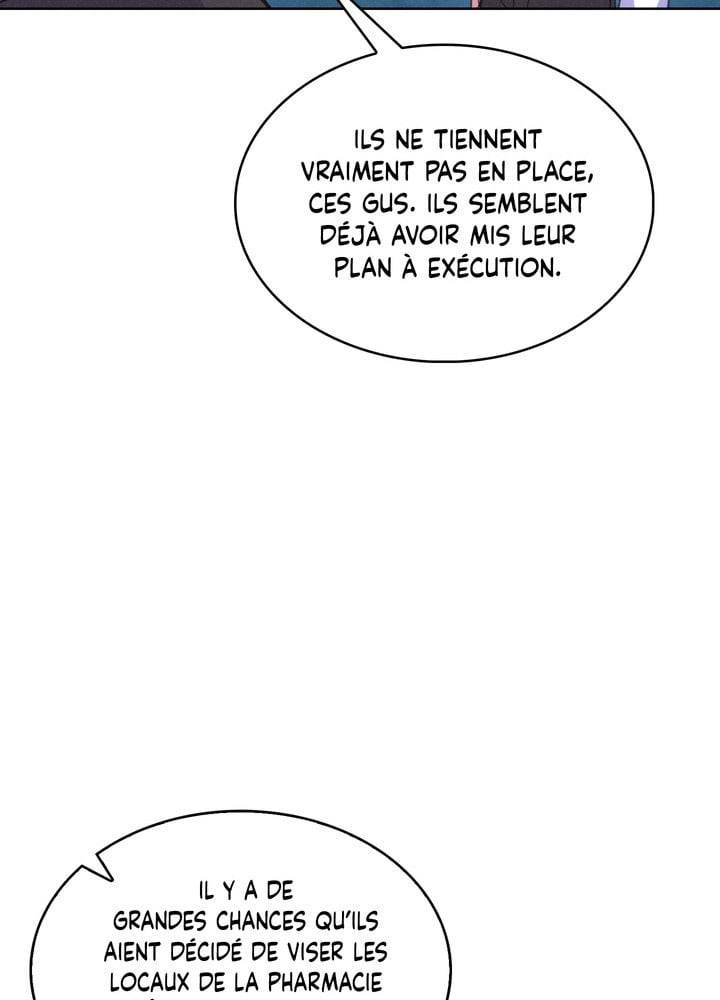 ILS NE TIENNENT
VRAIMENT PAS EN PLACE,
CES GUS. ILS SEMBLENT
DÉJÀ AVOIR MIS LEUR
PLAN À EXÉCUTION.
IL Y A DE
GRANDES CHANCES QU'ILS
AIENT DÉCIDÉ DE VISER LES
LOCAUX DE LA PHARMACIE